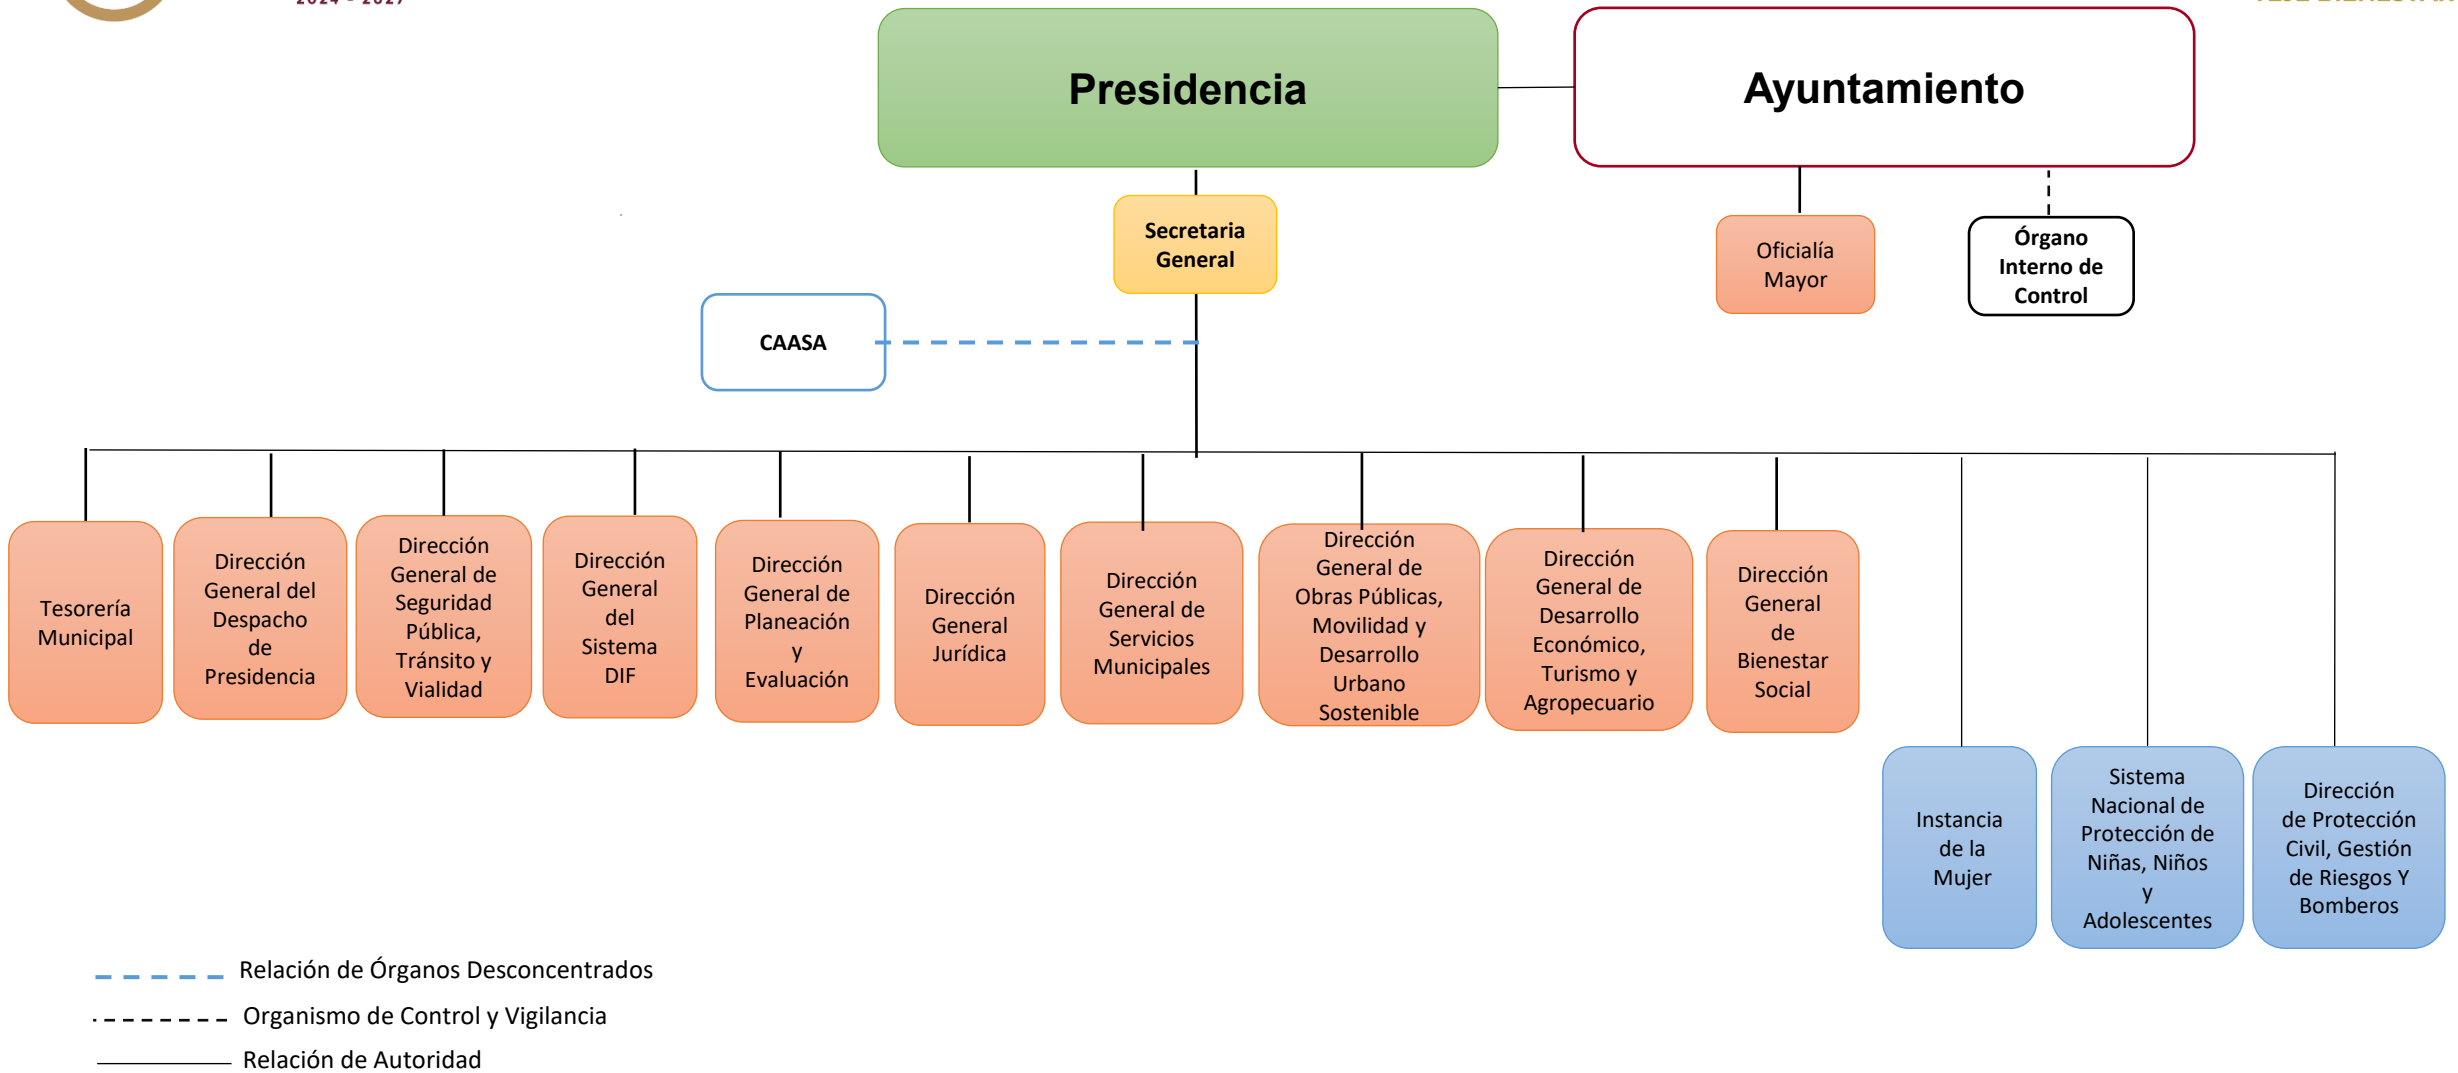 2024 - 2027
Presidencia
Ayuntamiento
Secretaria
General
Oficialía
Mayor
Órgano
Interno de
Control
CAASA
Tesorería
Municipal
Dirección
General del
Despacho
de
Presidencia
Dirección
General de
Seguridad
Pública,
Tránsito y
Vialidad
Dirección
General
del
Sistema
DIF
Dirección
General de
Planeación
y
Evaluación
Dirección
General
Jurídica
Dirección
General de
Servicios
Municipales
Dirección
General de
Obras Públicas,
Movilidad y
Desarrollo
Urbano
Sostenible
Dirección
General de
Desarrollo
Económico,
Turismo y
Agropecuario
Dirección
General
de
Bienestar
Social
Instancia
de la
Mujer
Sistema
Nacional de
Protección de
Niñas, Niños
y
Adolescentes
Dirección
de Protección
Civil, Gestión
de Riesgos Y
Bomberos
Relación de Órganos Desconcentrados
Organismo de Control y Vigilancia
Relación de Autoridad